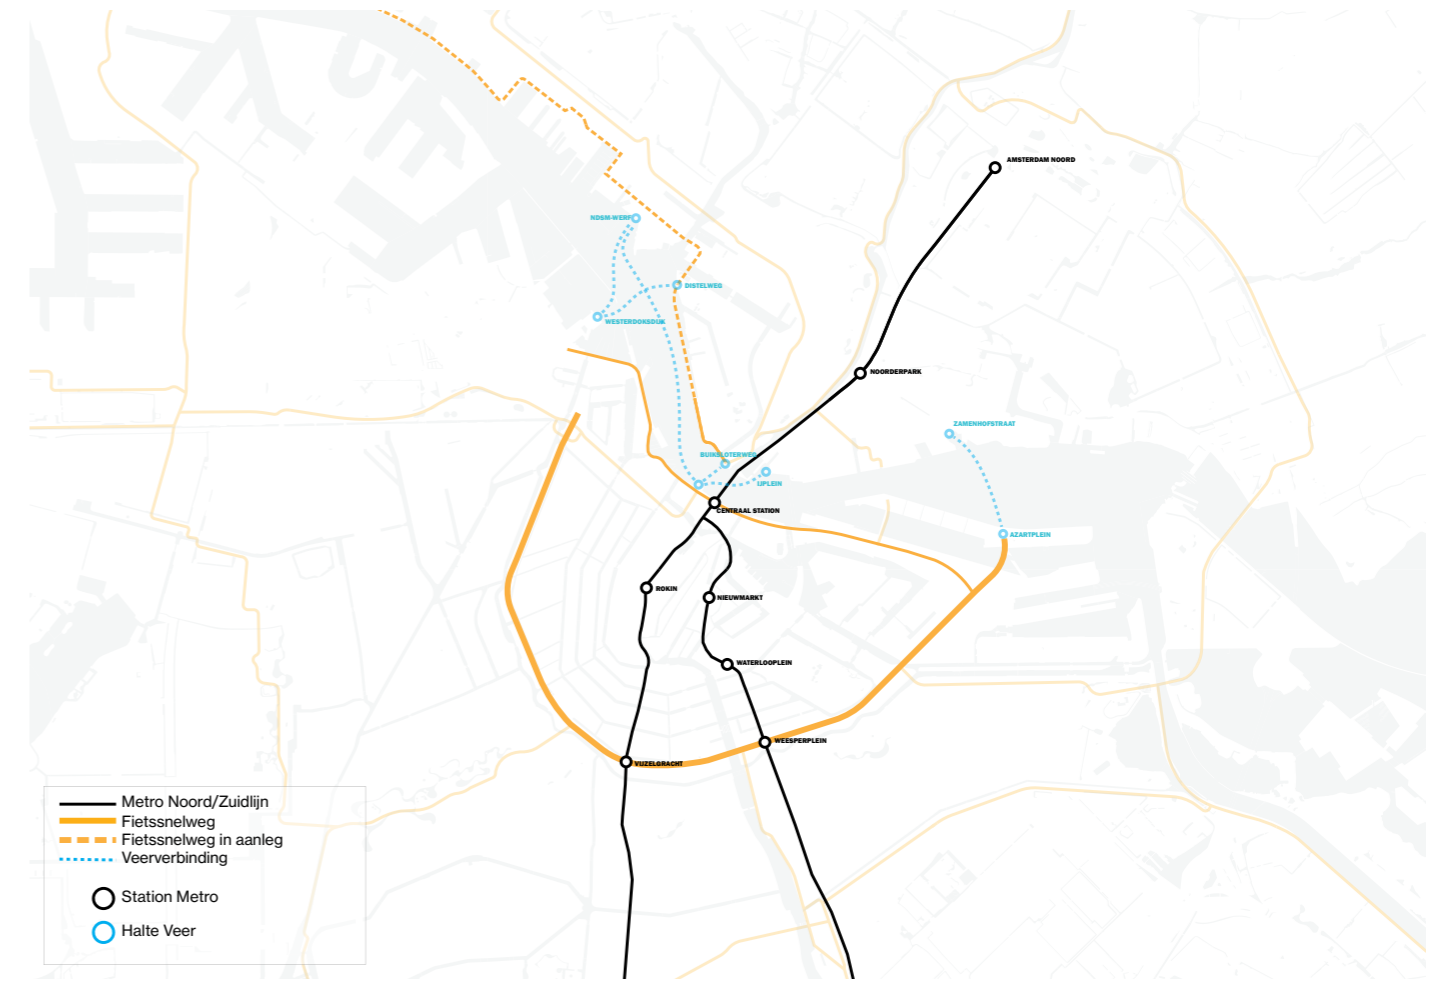 AMSTERDAM NOORD
NDSM-WERF
DISTELWEG
WESTERDOKSDIJK
NOORDERPARK
ZAMENHOFSTRAAT
BUIKSLOTERWEG
IJPLEIN
CENTRAAL STATION
AZARTPLEIN
ROKIN
NIEUWMARKT
WATERLOOPLEIN
WEESPERPLEIN
VIJZELGRACHT
Metro Noord/Zuidlijn
Fietssnelweg
Fietssnelweg in aanleg
Veerverbinding
Station Metro
Halte Veer